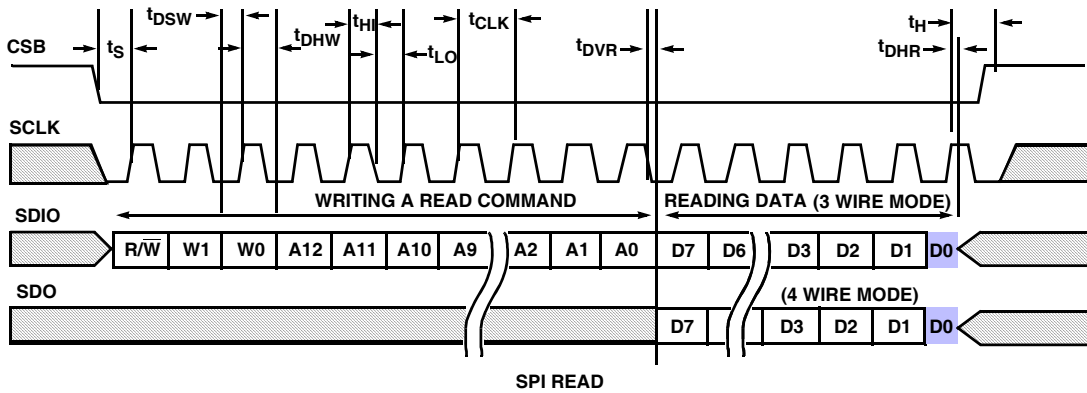 tDSW tHI tCLK tH
CSB tS tDHW tLO tDVR tDHR
SCLK
WRITING A READ COMMAND READING DATA (3 WIRE MODE)
SDIO
R/W̅ W1 W0 A12 A11 A10 A9 A2 A1 A0 D7 D6 D3 D2 D1 D0
SDO (4 WIRE MODE)
D7 D3 D2 D1 D0
SPI READ